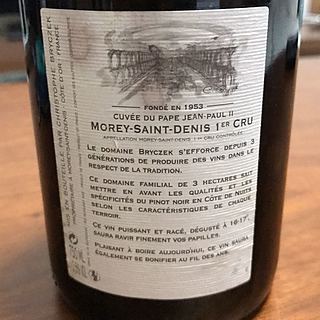 FONDÉ EN 1953
CUVÉE DU PAPE JEAN-PAUL II
MOREY-SAINT-DENIS 1ER CRU
APPELLATION MOREY-SAINT-DENIS 1er CRU CONTRÔLÉE
LE DOMAINE BRYCZEK S'EFFORCE DEPUIS 3
GÉNÉRATIONS DE PRODUIRE DES VINS DANS LE
RESPECT DE LA TRADITION.
CE DOMAINE FAMILIAL DE 3 HECTARES SAIT
METTRE EN AVANT LES QUALITÉS ET LES
SPÉCIFICITÉS DU PINOT NOIR EN CÔTE DE NUITS
SELON LES CARACTÉRISTIQUES DE CHAQUE
TERROIR.
CE VIN PUISSANT ET RACÉ, DÉGUSTÉ À 16-17°,
SAURA RAVIR FINEMENT VOS PAPILLES.
PLAISANT À BOIRE AUJOURD'HUI, CE VIN SAURA
ÉGALEMENT SE BONIFIER AU FIL DES ANS.
MIS EN BOUTEILLE PAR CHRISTOPHE BRYCZEK
CÔTE D'OR - FRANCE